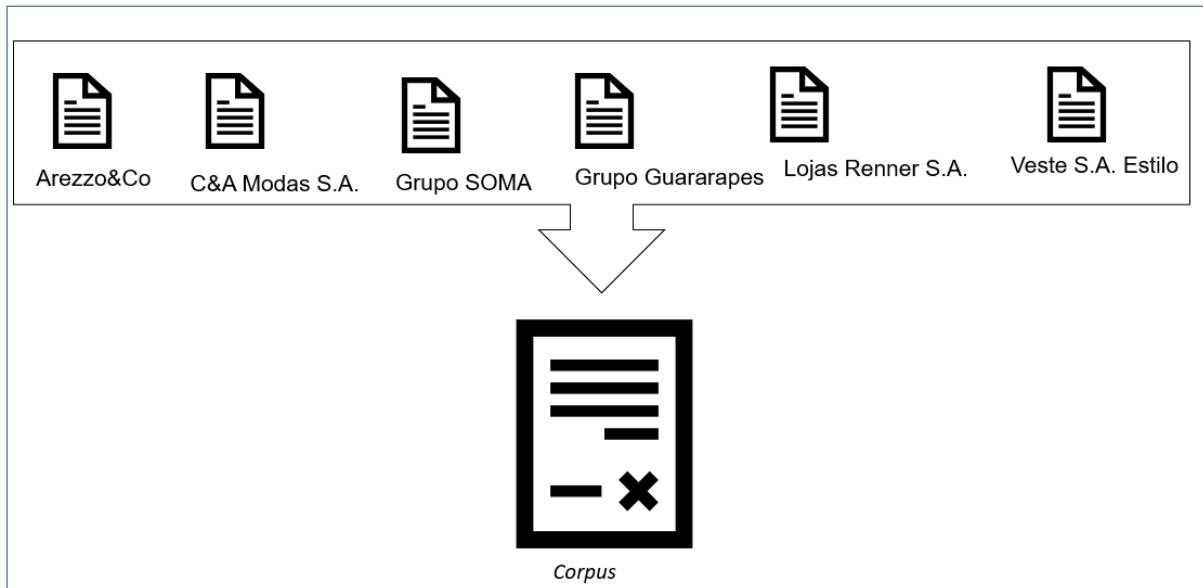 Arezzo&Co
C&A Modas S.A.
Grupo SOMA
Grupo Guararapes
Lojas Renner S.A.
Veste S.A. Estilo
Corpus